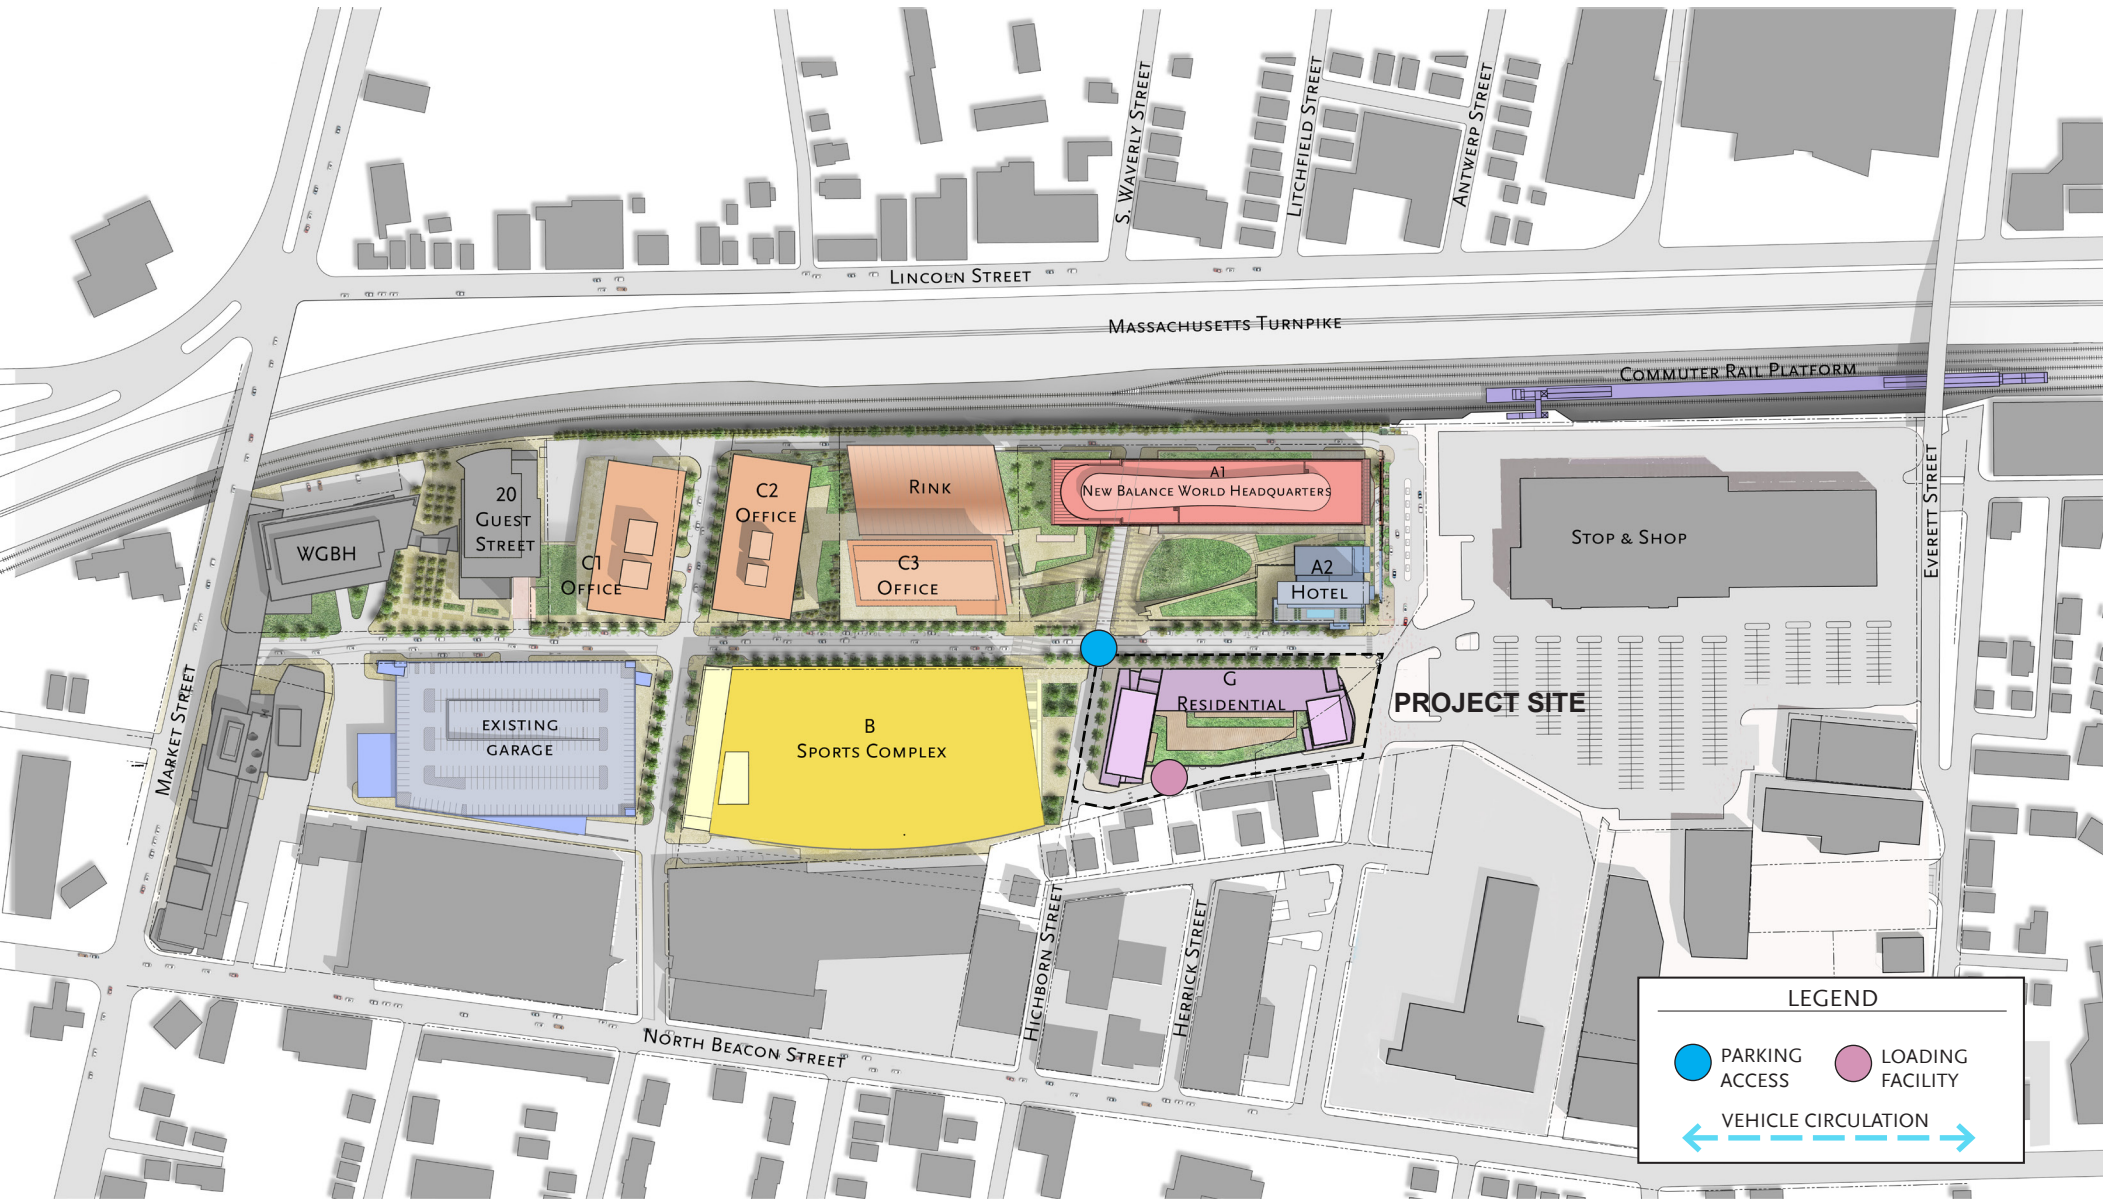 S. Waverly Street
Litchfield Street
Antwerp Street
Lincoln Street
Massachusetts Turnpike
Commuter Rail Platform
Everett Street
Market Street
WGBH
20
Guest
Street
C1
Office
C2
Office
Rink
C3
Office
A1
New Balance World Headquarters
A2
Hotel
Stop & Shop
EXISTING
GARAGE
B
Sports Complex
G
Residential
PROJECT SITE
Hichborn Street
Herrick Street
North Beacon Street
LEGEND
PARKING
ACCESS
LOADING
FACILITY
VEHICLE CIRCULATION